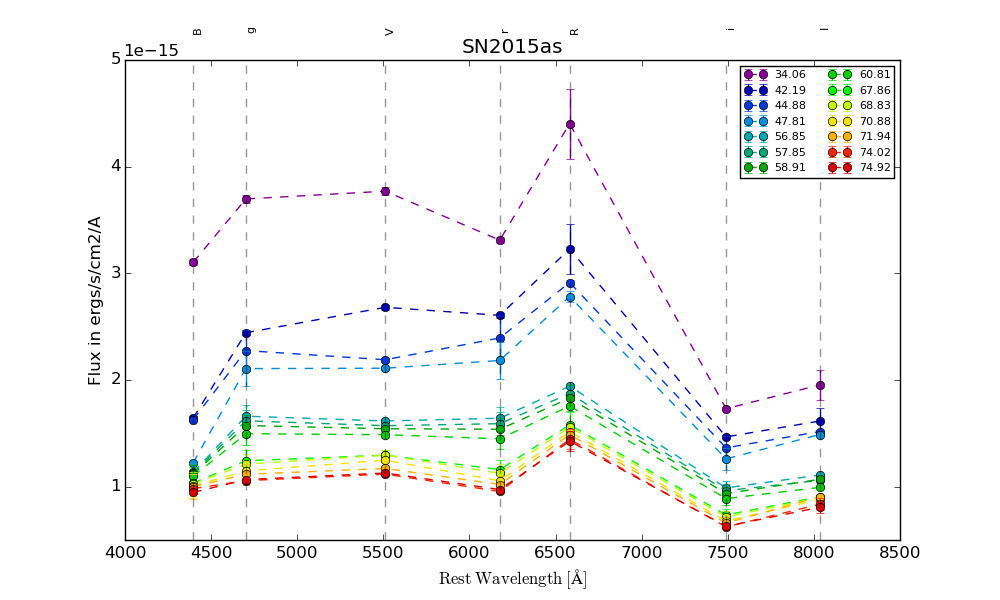 B g V r R i I
1e−15
SN2015as
5
4
3
2
1
Flux in ergs/s/cm2/A
34.06 60.81
42.19 67.86
44.88 68.83
47.81 70.88
56.85 71.94
57.85 74.02
58.91 74.92
4000 4500 5000 5500 6000 6500 7000 7500 8000 8500
Rest Wavelength [Å]